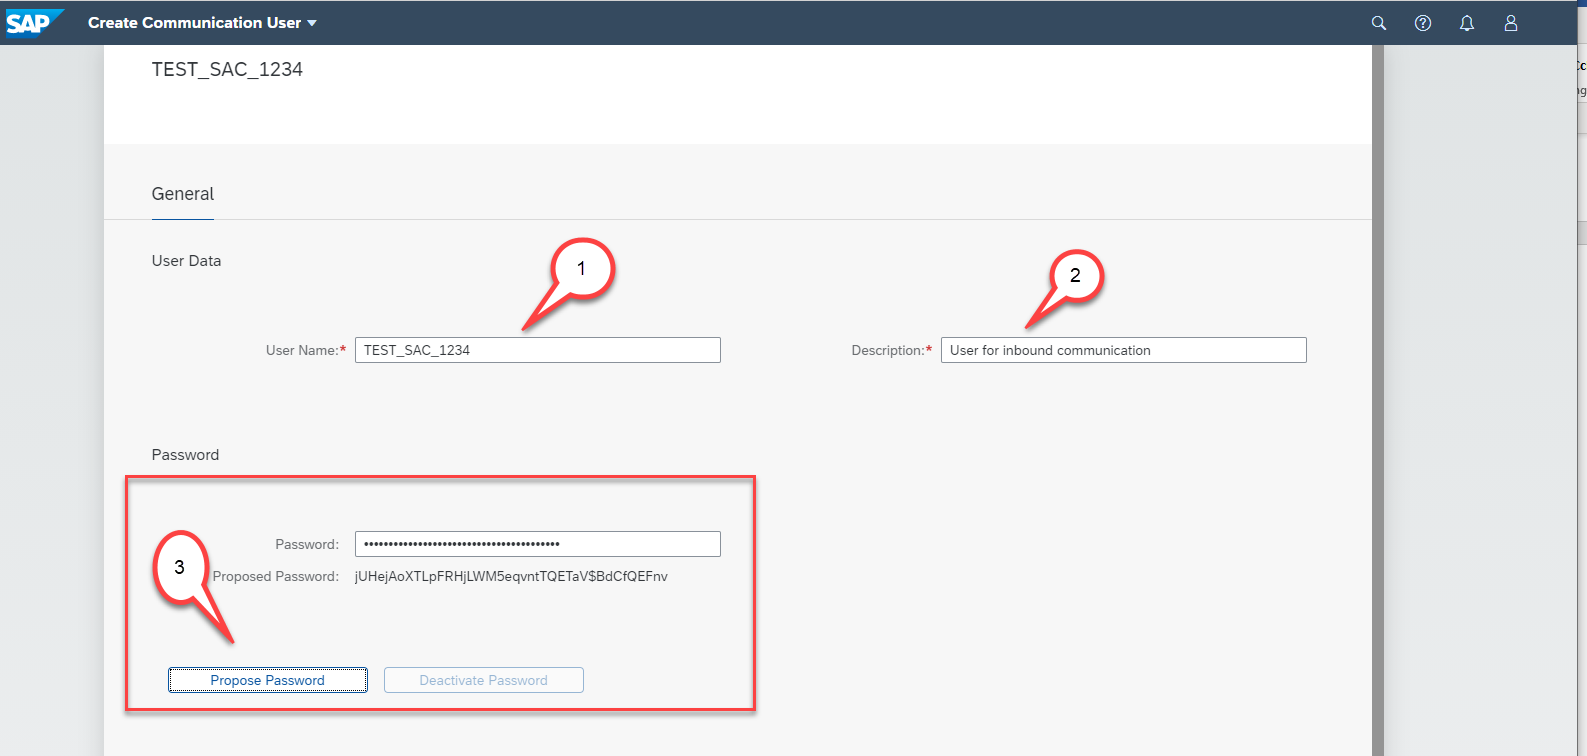 SAP Create Communication User
TEST_SAC_1234
General
User Data
1
2
User Name:* TEST_SAC_1234
Description:* User for inbound communication
Password
Password: ••••••••••••••••••••••••••••••••••••••••
3
Proposed Password: jUHejAoXTLpFRHjLWM5eqvntTQETaV$BdCfQEFnv
Propose Password
Deactivate Password